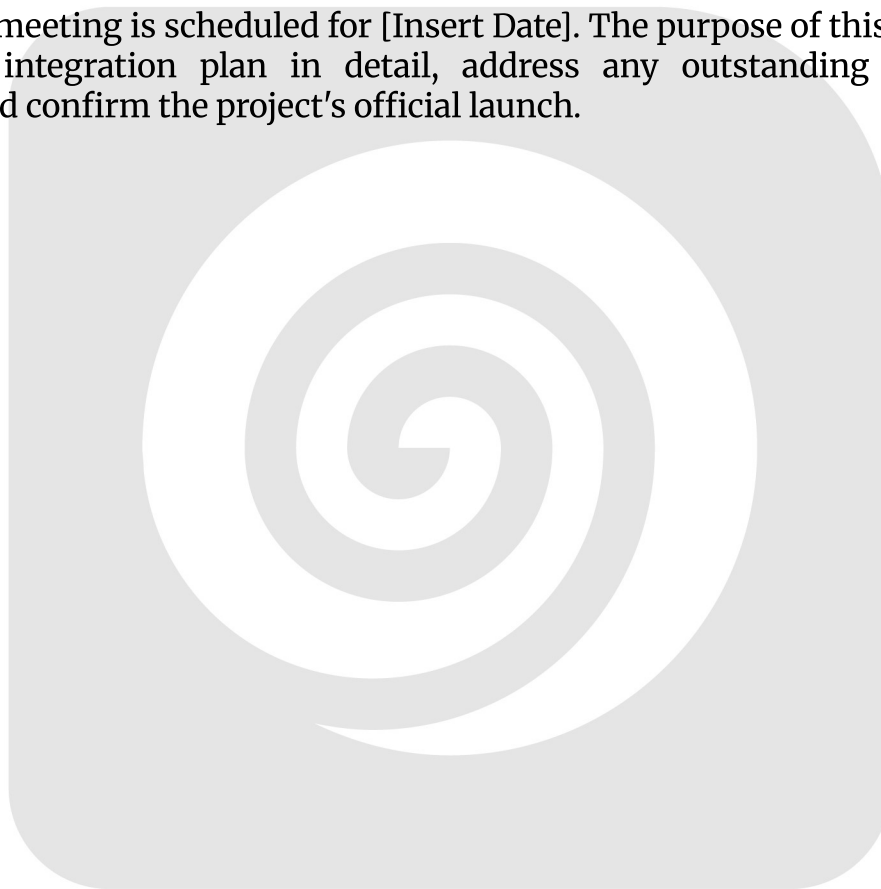 meeting is scheduled for [Insert Date]. The purpose of this
integration plan in detail, address any outstanding
d confirm the project's official launch.